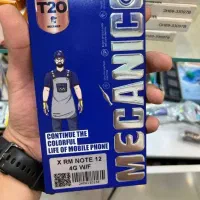 T20
MECHANIC
CONTINUE THE
COLORFUL
LIFE OF MOBILE PHONE
X RM NOTE 12
4G W/F